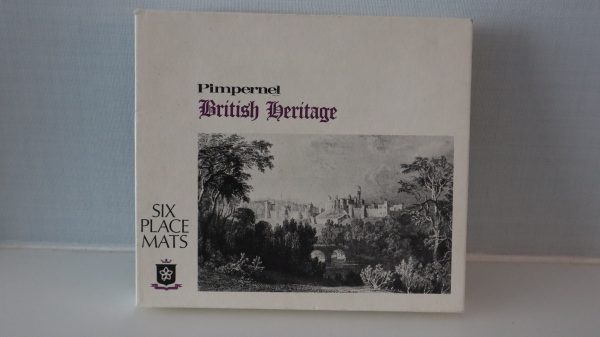 Pimpernel
British Heritage
SIX
PLACE
MATS